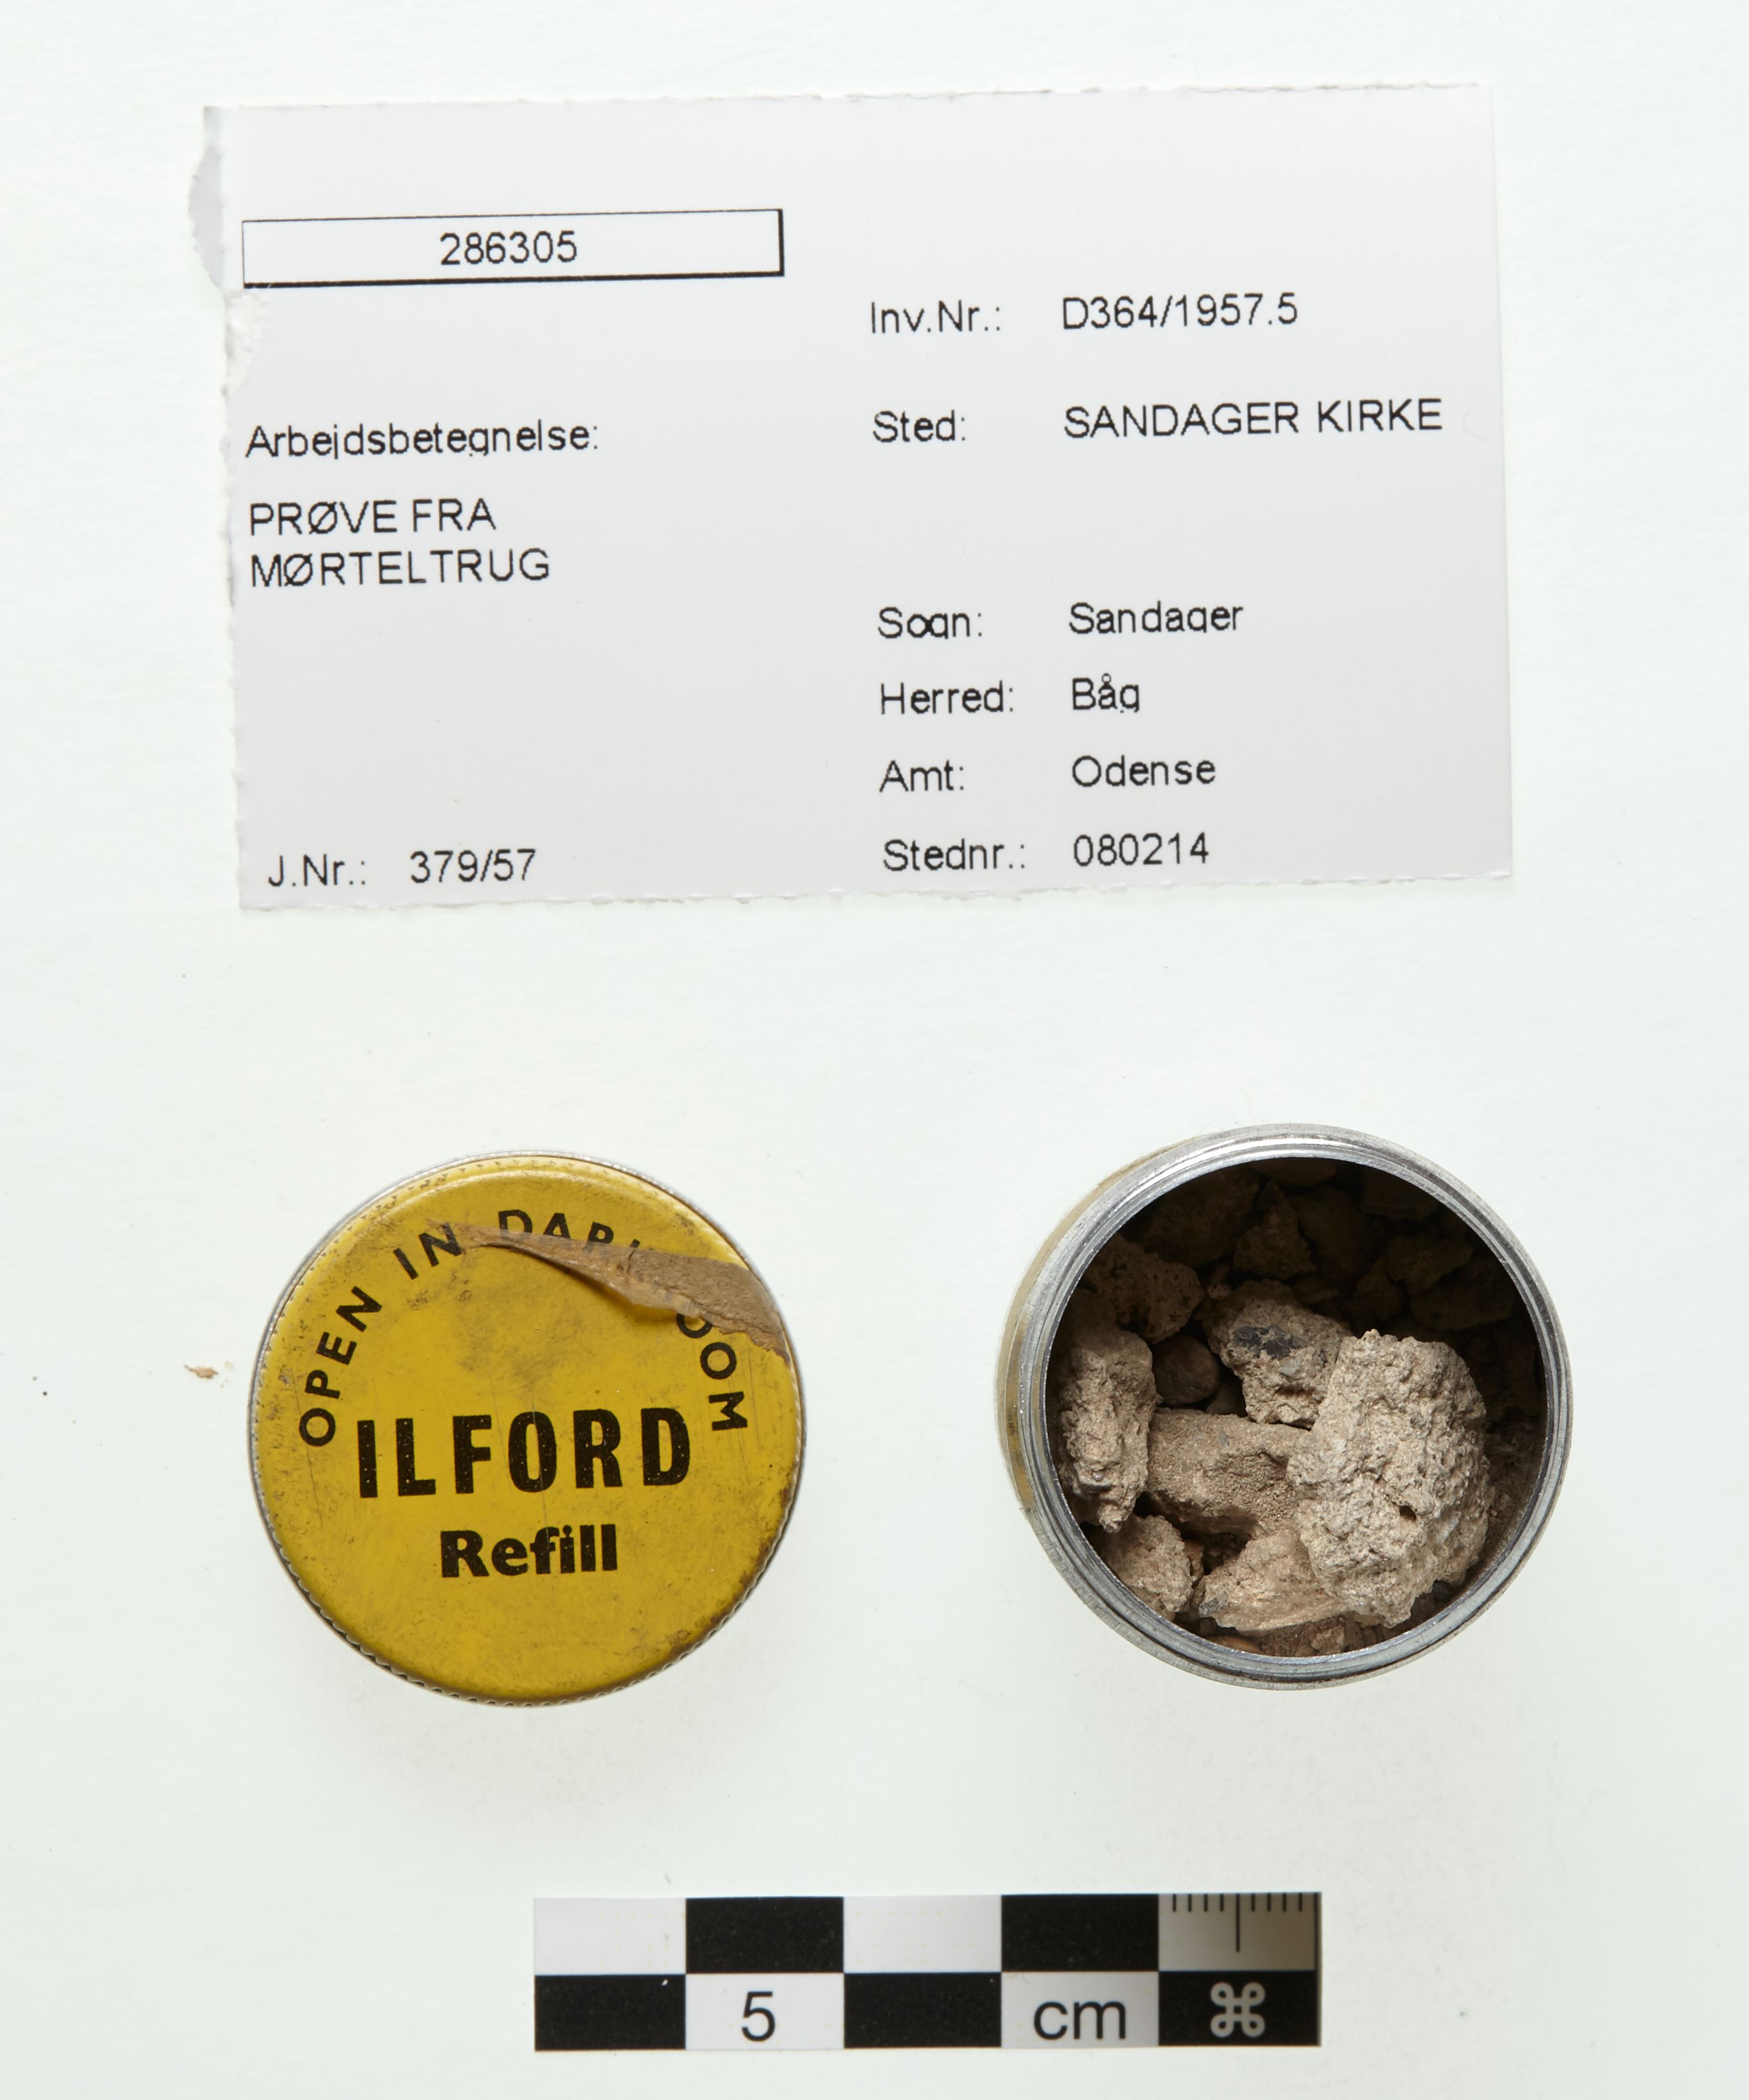 286305
Inv.Nr.: D364/1957.5
Arbejdsbetegnelse:
Sted: SANDAGER KIRKE
PRØVE FRA
MØRTELTRUG
Sogn: Sandager
Herred: Båg
Amt: Odense
J.Nr.: 379/57
Stednr.: 080214
OPEN IN
ILFORD
Refill
5 cm